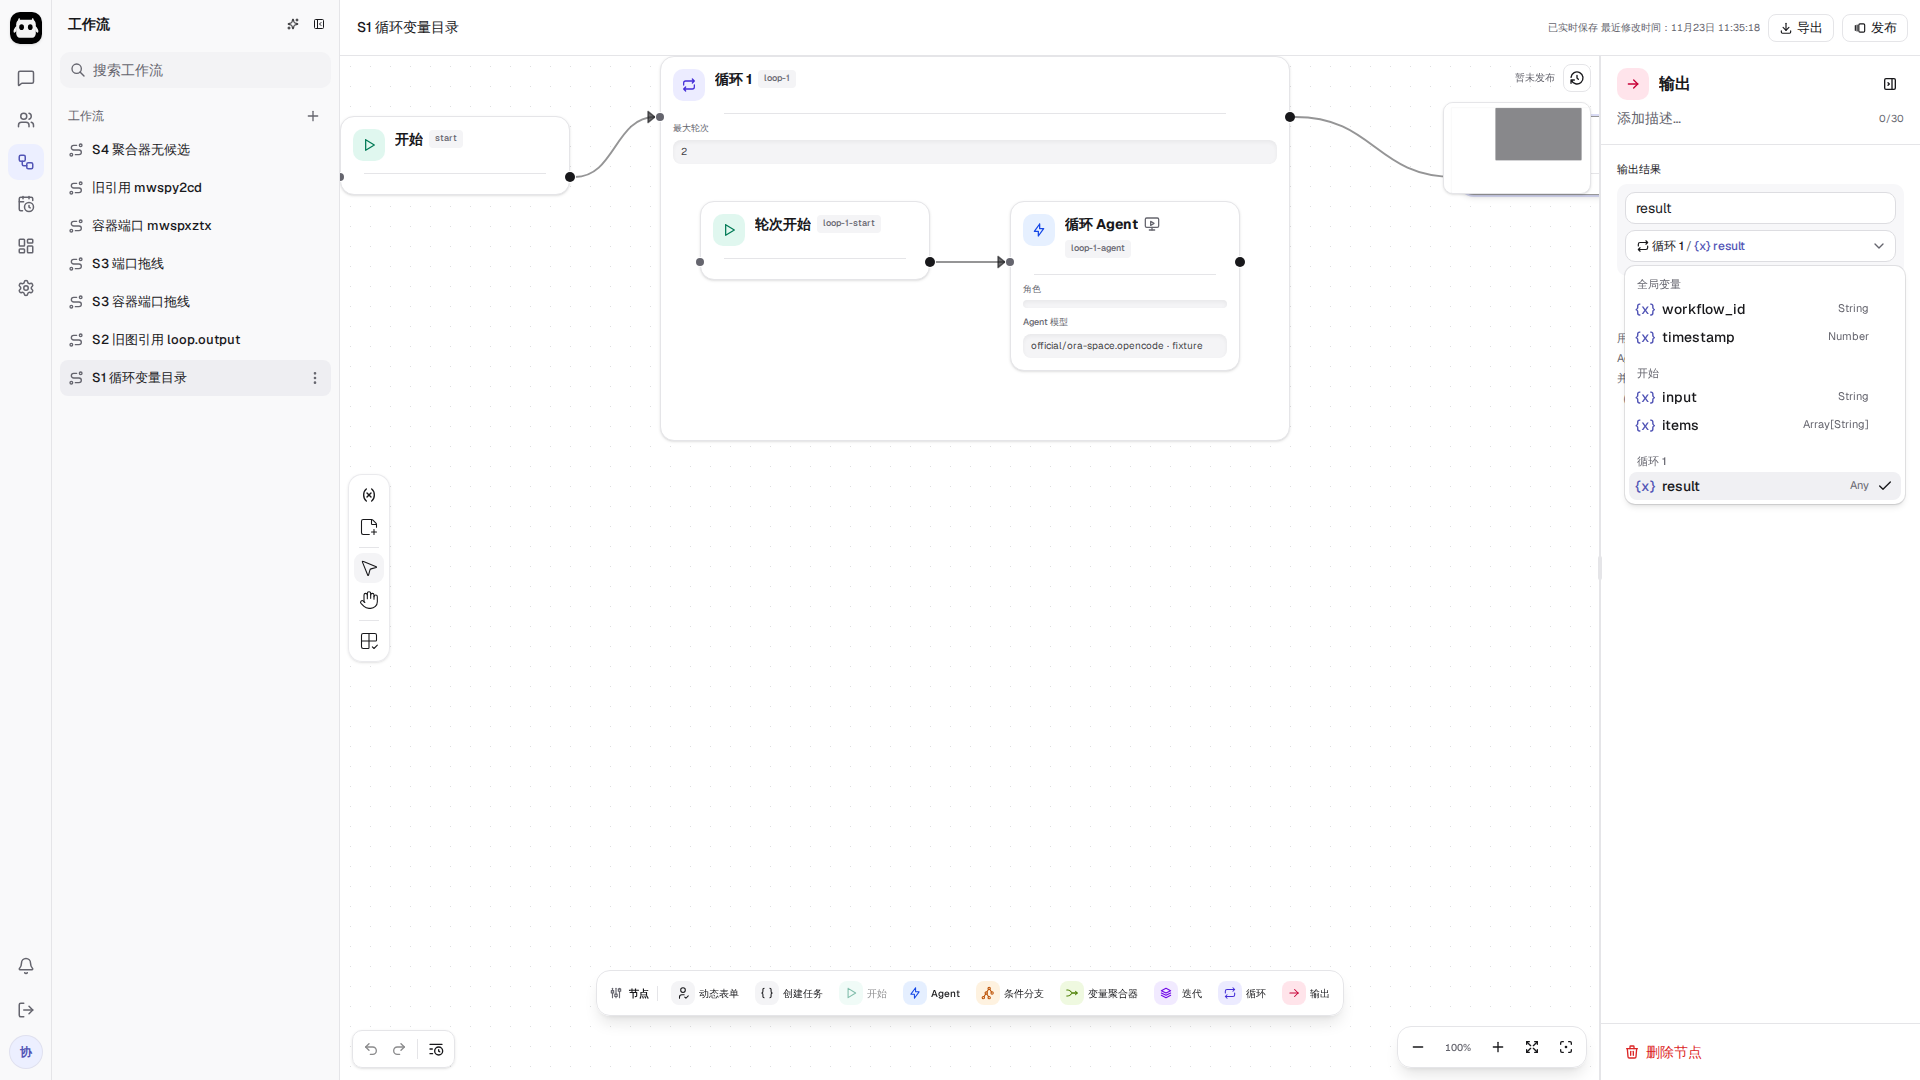 工作流
搜索工作流
工作流
S4 聚合器无候选
旧引用 mwspy2cd
容器端口 mwspxztx
S3 端口拖线
S3 容器端口拖线
S2 旧图引用 loop.output
S1 循环变量目录
协
S1 循环变量目录
已实时保存 最近修改时间：11月23日 11:35:18
导出
发布
暂未发布
开始 start
循环 1 loop-1
最大轮次
2
轮次开始 loop-1-start
循环 Agent
loop-1-agent
角色
Agent 模型
official/ora-space.opencode · fixture
节点
动态表单
创建任务
开始
Agent
条件分支
变量聚合器
迭代
循环
输出
100%
输出
添加描述...
0/30
输出结果
result
循环 1 / {x} result
全局变量
{x} workflow_id String
{x} timestamp Number
开始
{x} input String
{x} items Array[String]
循环 1
{x} result Any
删除节点